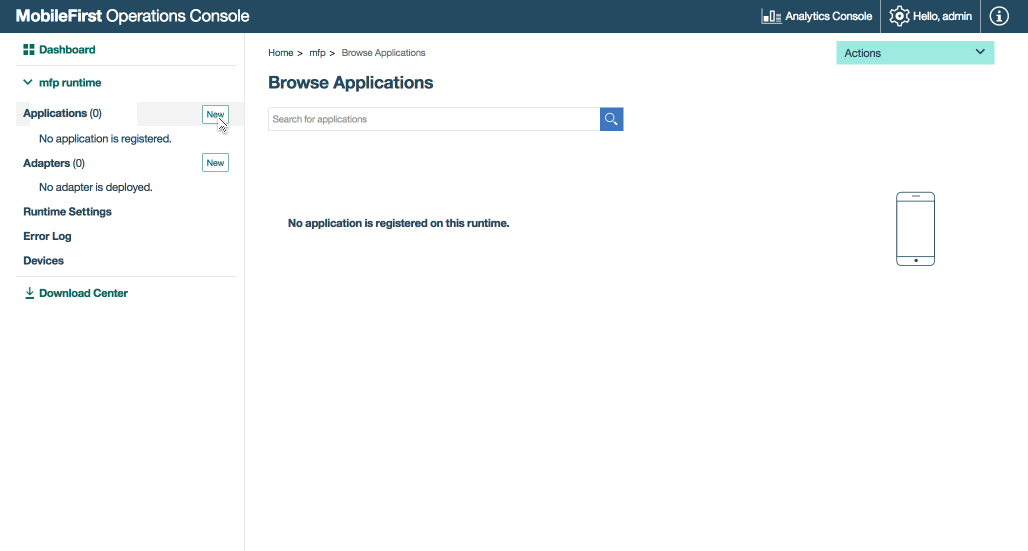 MobileFirst Operations Console
Analytics Console
Hello, admin
Dashboard
mfp runtime
Applications (0)
New
No application is registered.
Adapters (0)
New
No adapter is deployed.
Runtime Settings
Error Log
Devices
Download Center
Home > mfp > Browse Applications
Actions
Browse Applications
Search for applications
No application is registered on this runtime.